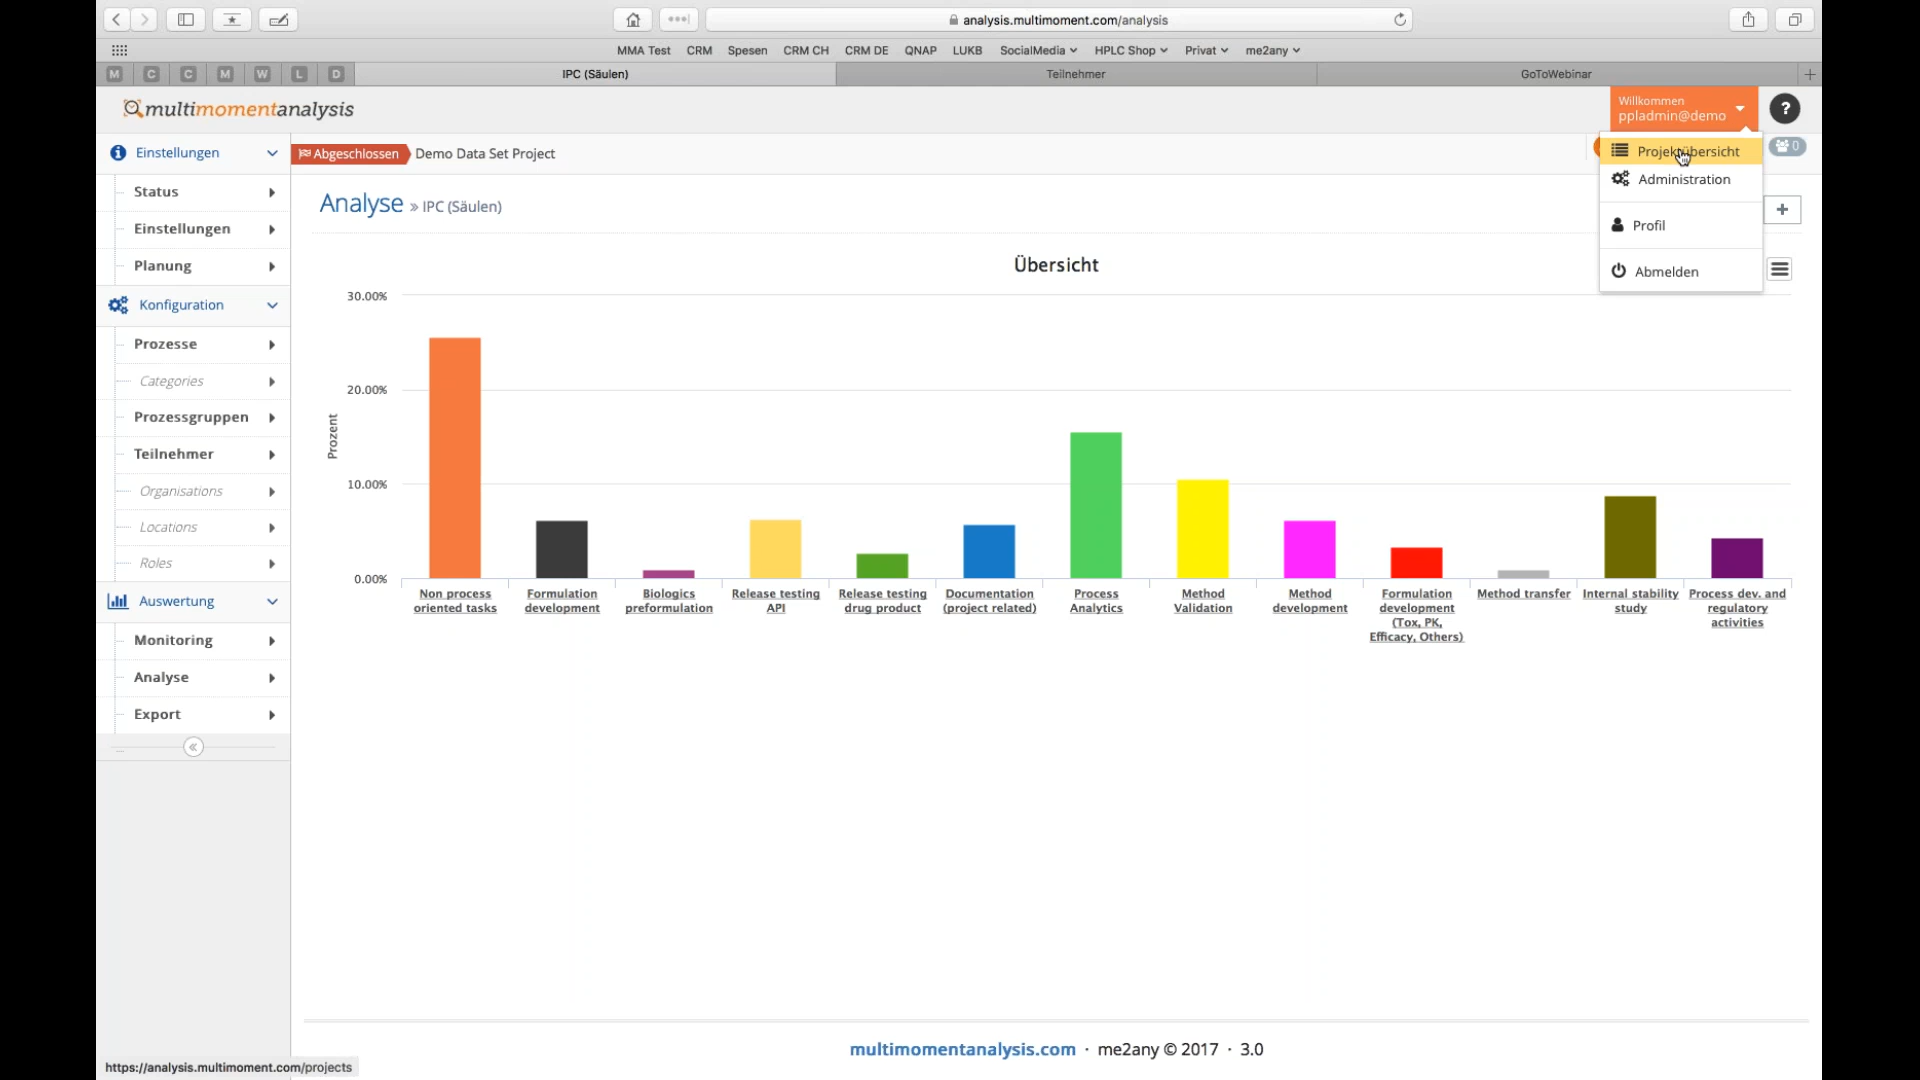 analysis.multimoment.com/analysis
MMA Test CRM Spesen CRM CH CRM DE QNAP LUKB SocialMedia HPLC Shop Privat me2any
M C C M W L D IPC (Säulen) Teilnehmer GoToWebinar
multimomentanalysis
Willkommen
ppladmin@demo
?
Einstellungen
Abgeschlossen Demo Data Set Project
Projektübersicht
0
Administration
Profil
Abmelden
Status
Einstellungen
Planung
Konfiguration
Prozesse
Categories
Prozessgruppen
Teilnehmer
Organisations
Locations
Roles
Auswertung
Monitoring
Analyse
Export
Analyse » IPC (Säulen)
Übersicht
Prozent
30.00%
20.00%
10.00%
0.00%
Non process
oriented tasks
Formulation
development
Biologics
preformulation
Release testing
API
Release testing
drug product
Documentation
(project related)
Process
Analytics
Method
Validation
Method
development
Formulation
development
(Tox, PK,
Efficacy, Others)
Method transfer
Internal stability
study
Process dev. and
regulatory
activities
multimomentanalysis.com · me2any © 2017 · 3.0
https://analysis.multimoment.com/projects